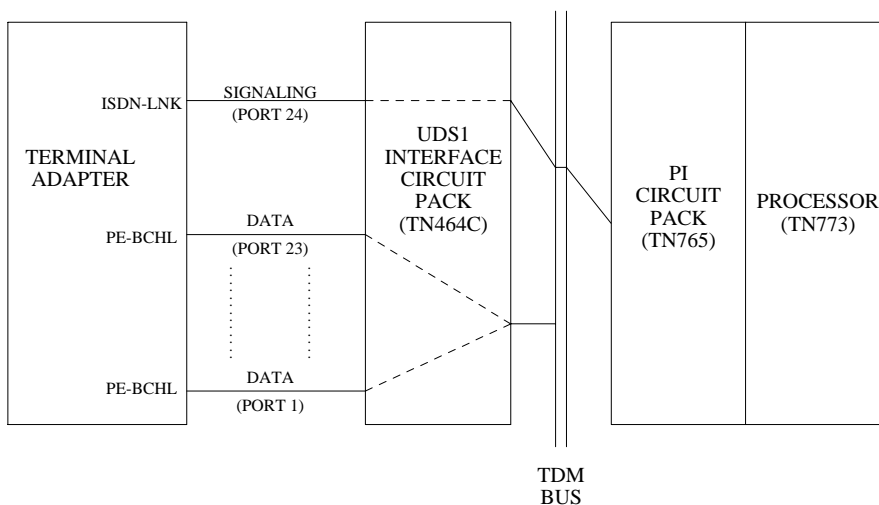 ISDN-LNK
SIGNALING
(PORT 24)
TERMINAL
ADAPTER
UDS1
INTERFACE
CIRCUIT
PACK
(TN464C)
PI
CIRCUIT
PACK
(TN765)
PROCESSOR
(TN773)
PE-BCHL
DATA
(PORT 23)
PE-BCHL
DATA
(PORT 1)
TDM
BUS